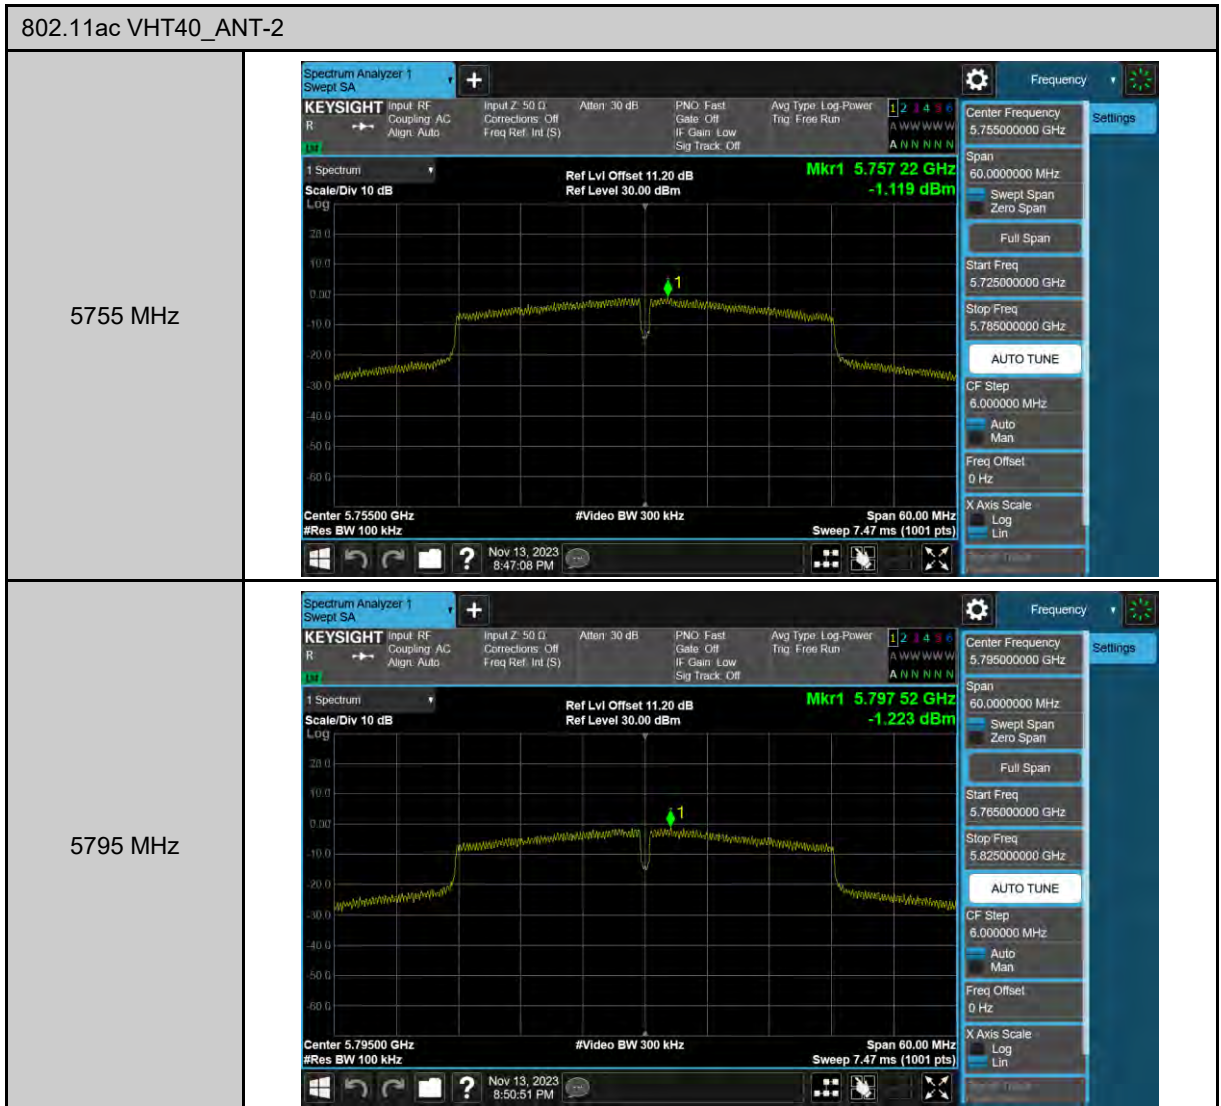 802.11ac VHT40_ANT-2
5755 MHz
Spectrum Analyzer 1
Swept SA
Frequency
KEYSIGHT
R
Input: RF
Coupling: AC
Align: Auto
Input Z: 50 Ω
Corrections: Off
Freq Ref: Int (S)
Atten: 30 dB
PNO: Fast
Gate: Off
IF Gain: Low
Sig Track: Off
Avg Type: Log-Power
Trig: Free Run
1 2 3 4 5 6
A W W W W W
A N N N N N
1 Spectrum
Scale/Div 10 dB
Log
Ref Lvl Offset 11.20 dB
Ref Level 30.00 dBm
Mkr1 5.757 22 GHz
-1.119 dBm
20.0
10.0
0.00
-10.0
-20.0
-30.0
-40.0
-50.0
-60.0
1
Center 5.75500 GHz
#Res BW 100 kHz
#Video BW 300 kHz
Span 60.00 MHz
Sweep 7.47 ms (1001 pts)
Nov 13, 2023
8:47:08 PM
Center Frequency
5.755000000 GHz
Settings
Span
60.0000000 MHz
Swept Span
Zero Span
Full Span
Start Freq
5.725000000 GHz
Stop Freq
5.785000000 GHz
AUTO TUNE
CF Step
6.000000 MHz
Auto
Man
Freq Offset
0 Hz
X Axis Scale
Log
Lin
5795 MHz
Spectrum Analyzer 1
Swept SA
Frequency
KEYSIGHT
R
Input: RF
Coupling: AC
Align: Auto
Input Z: 50 Ω
Corrections: Off
Freq Ref: Int (S)
Atten: 30 dB
PNO: Fast
Gate: Off
IF Gain: Low
Sig Track: Off
Avg Type: Log-Power
Trig: Free Run
1 2 3 4 5 6
A W W W W W
A N N N N N
1 Spectrum
Scale/Div 10 dB
Log
Ref Lvl Offset 11.20 dB
Ref Level 30.00 dBm
Mkr1 5.797 52 GHz
-1.223 dBm
20.0
10.0
0.00
-10.0
-20.0
-30.0
-40.0
-50.0
-60.0
1
Center 5.79500 GHz
#Res BW 100 kHz
#Video BW 300 kHz
Span 60.00 MHz
Sweep 7.47 ms (1001 pts)
Nov 13, 2023
8:50:51 PM
Center Frequency
5.795000000 GHz
Settings
Span
60.0000000 MHz
Swept Span
Zero Span
Full Span
Start Freq
5.765000000 GHz
Stop Freq
5.825000000 GHz
AUTO TUNE
CF Step
6.000000 MHz
Auto
Man
Freq Offset
0 Hz
X Axis Scale
Log
Lin